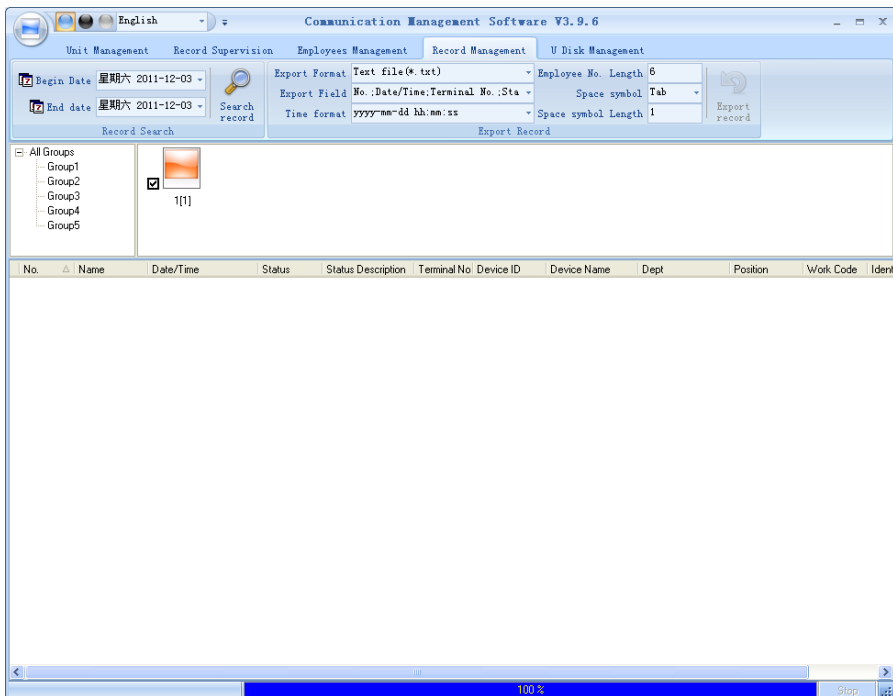 English
Communication Management Software V3.9.6
Unit Management Record Supervision Employees Management Record Management U Disk Management
Begin Date 星期六 2011-12-03
End date 星期六 2011-12-03
Search record
Record Search
Export Format Text file(*.txt) Employee No. Length 6
Export Field No.;Date/Time;Terminal No.;Sta Space symbol Tab
Time format yyyy-mm-dd hh:mm:ss Space symbol Length 1
Export record
Export Record
All Groups
Group1
Group2
Group3
Group4
Group5
1[1]
No. Name Date/Time Status Status Description Terminal No Device ID Device Name Dept Position Work Code Ident
100 %
Stop